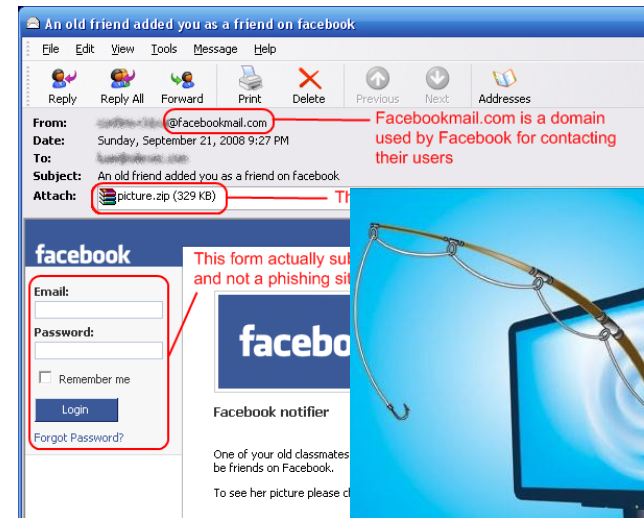 An old friend added you as a friend on facebook
File Edit View Tools Message Help
Reply Reply All Forward Print Delete Previous Next Addresses
From: @facebookmail.com
Facebookmail.com is a domain
used by Facebook for contacting
their users
Date: Sunday, September 21, 2008 9:27 PM
To:
Subject: An old friend added you as a friend on facebook
Attach: picture.zip (329 KB)
facebook
This form actually
and not a phishing
Email:
Password:
Remember me
Login
Forgot Password?
Facebook notifier
One of your old classmates
be friends on Facebook.
To see her picture please